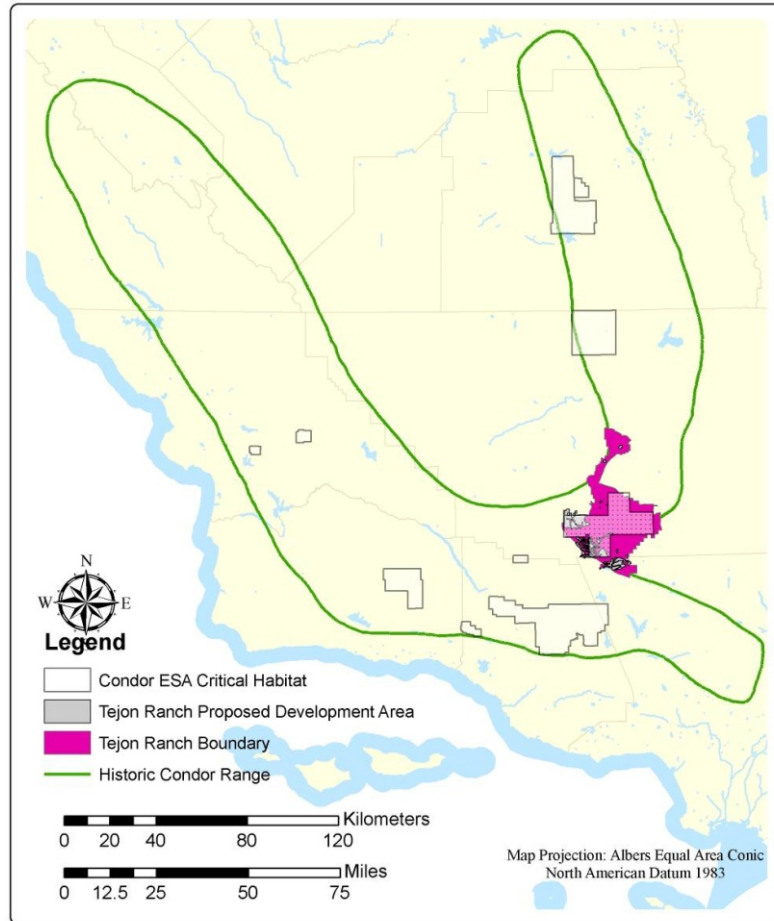 N
W E
S
Legend
Condor ESA Critical Habitat
Tejon Ranch Proposed Development Area
Tejon Ranch Boundary
Historic Condor Range
Kilometers
0 20 40 80 120
Miles
0 12.5 25 50 75
Map Projection: Albers Equal Area Conic
North American Datum 1983